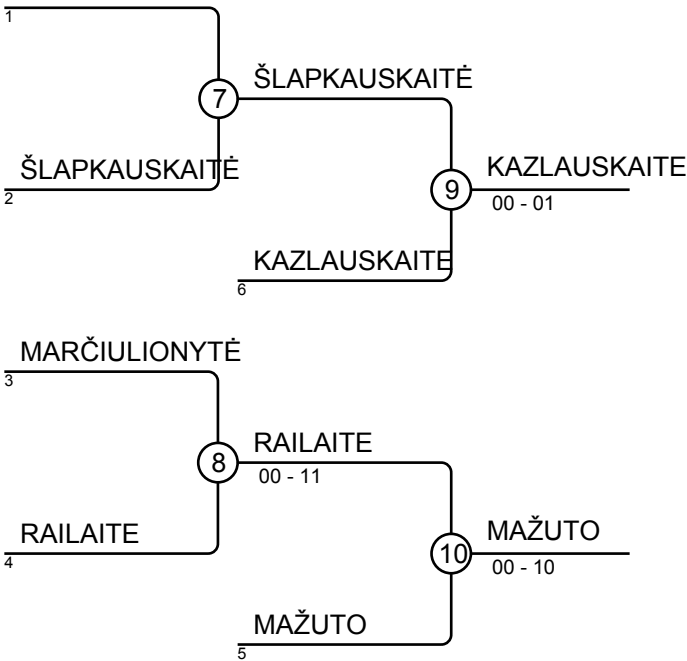 1
7
ŠLAPKAUSKAITĖ
ŠLAPKAUSKAITĖ
2
9
KAZLAUSKAITE
00 - 01
KAZLAUSKAITE
6
MARČIULIONYTĖ
3
8
RAILAITE
00 - 11
RAILAITE
4
10
MAŽUTO
00 - 10
MAŽUTO
5